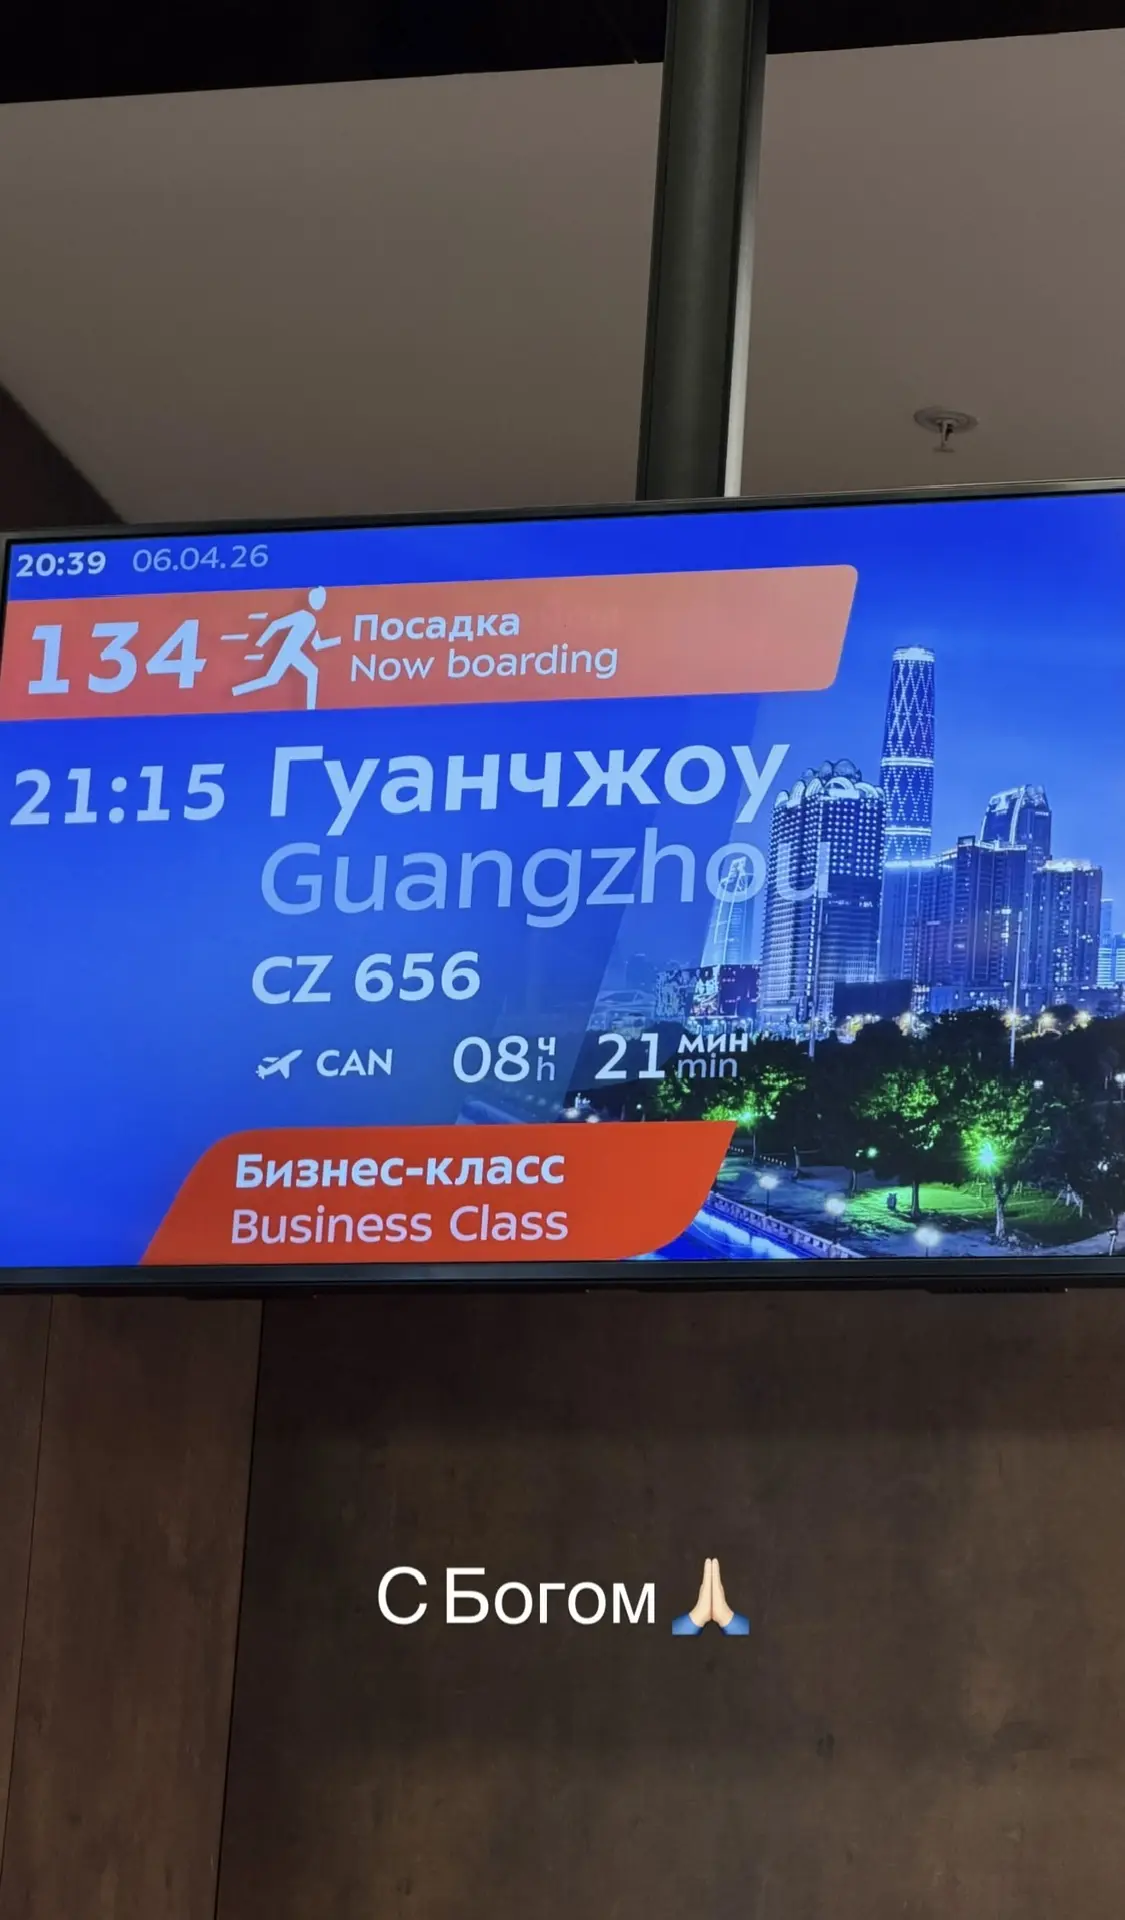 20:39 06.04.26
134 Посадка
Now boarding
21:15 Гуанчжоу
Guangzhou
CZ 656
CAN 08 ч h 21 мин min
Бизнес-класс
Business Class
С Богом 🙏🏻